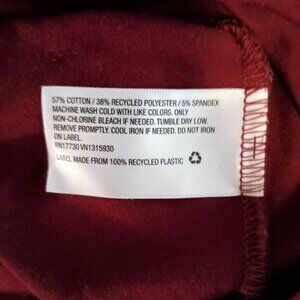 57% COTTON / 38% RECYCLED POLYESTER / 5% SPANDEX
MACHINE WASH COLD WITH LIKE COLORS. ONLY
NON-CHLORINE BLEACH IF NEEDED. TUMBLE DRY LOW.
REMOVE PROMPTLY. COOL IRON IF NEEDED. DO NOT IRON
ON LABEL.
RN17730 VN1315930
LABEL MADE FROM 100% RECYCLED PLASTIC